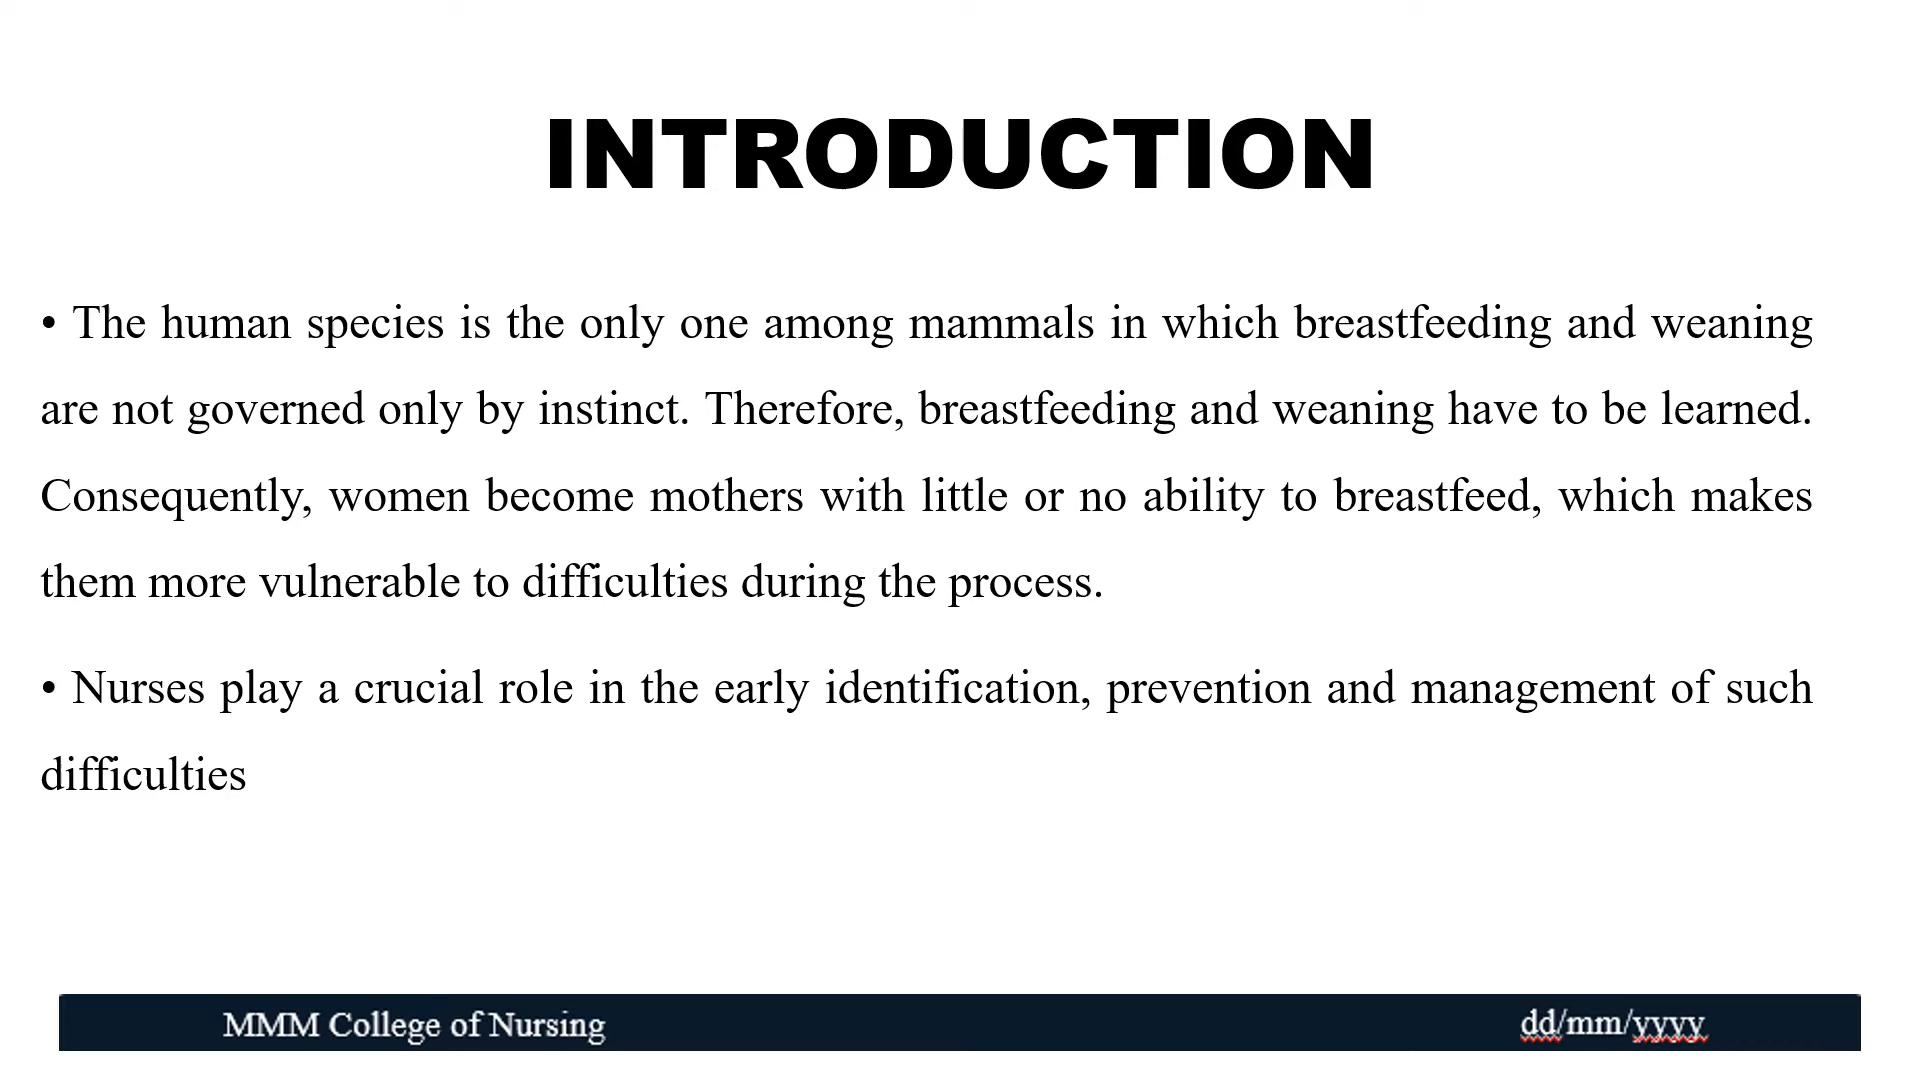 INTRODUCTION
• The human species is the only one among mammals in which breastfeeding and weaning
are not governed only by instinct. Therefore, breastfeeding and weaning have to be learned.
Consequently, women become mothers with little or no ability to breastfeed, which makes
them more vulnerable to difficulties during the process.
• Nurses play a crucial role in the early identification, prevention and management of such
difficulties
MMM College of Nursing dd/mm/yyyy